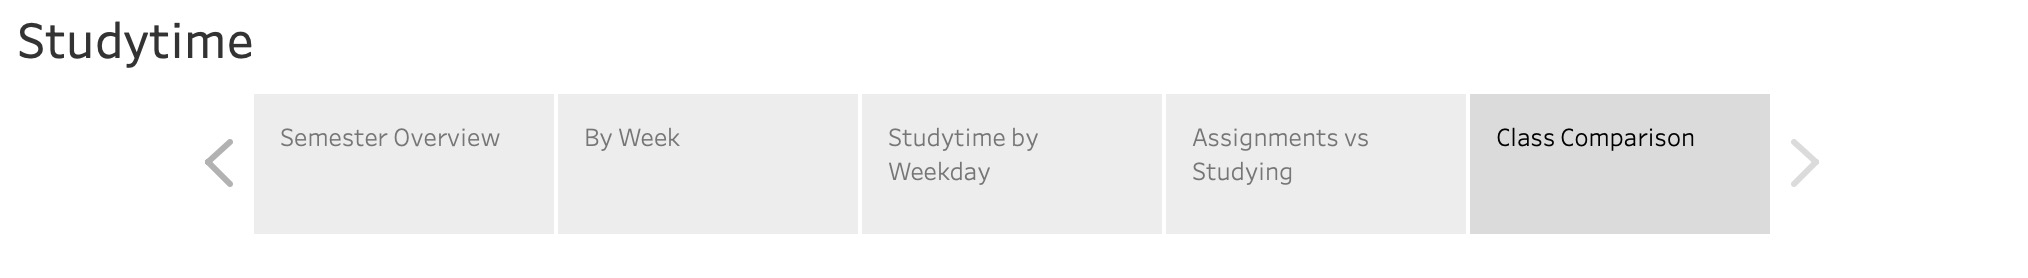 Studytime
Semester Overview
By Week
Studytime by
Weekday
Assignments vs
Studying
Class Comparison